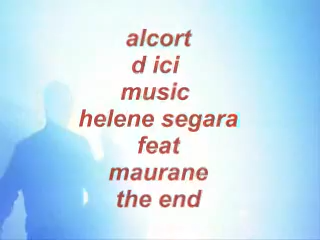 alcort
d ici
music
helene segara
feat
maurane
the end